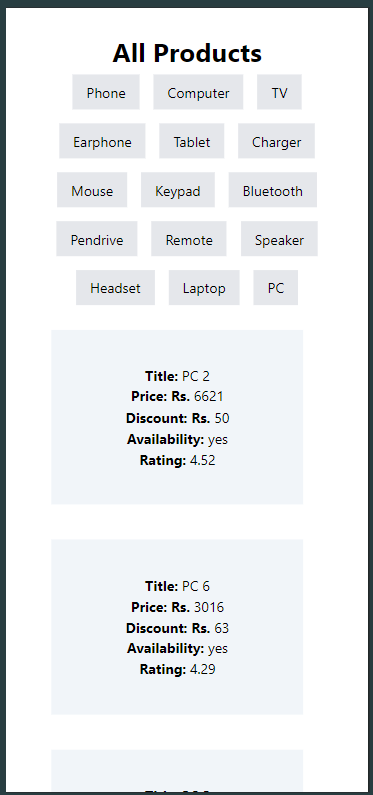 All Products
Phone Computer TV
Earphone Tablet Charger
Mouse Keypad Bluetooth
Pendrive Remote Speaker
Headset Laptop PC
Title: PC 2
Price: Rs. 6621
Discount: Rs. 50
Availability: yes
Rating: 4.52
Title: PC 6
Price: Rs. 3016
Discount: Rs. 63
Availability: yes
Rating: 4.29